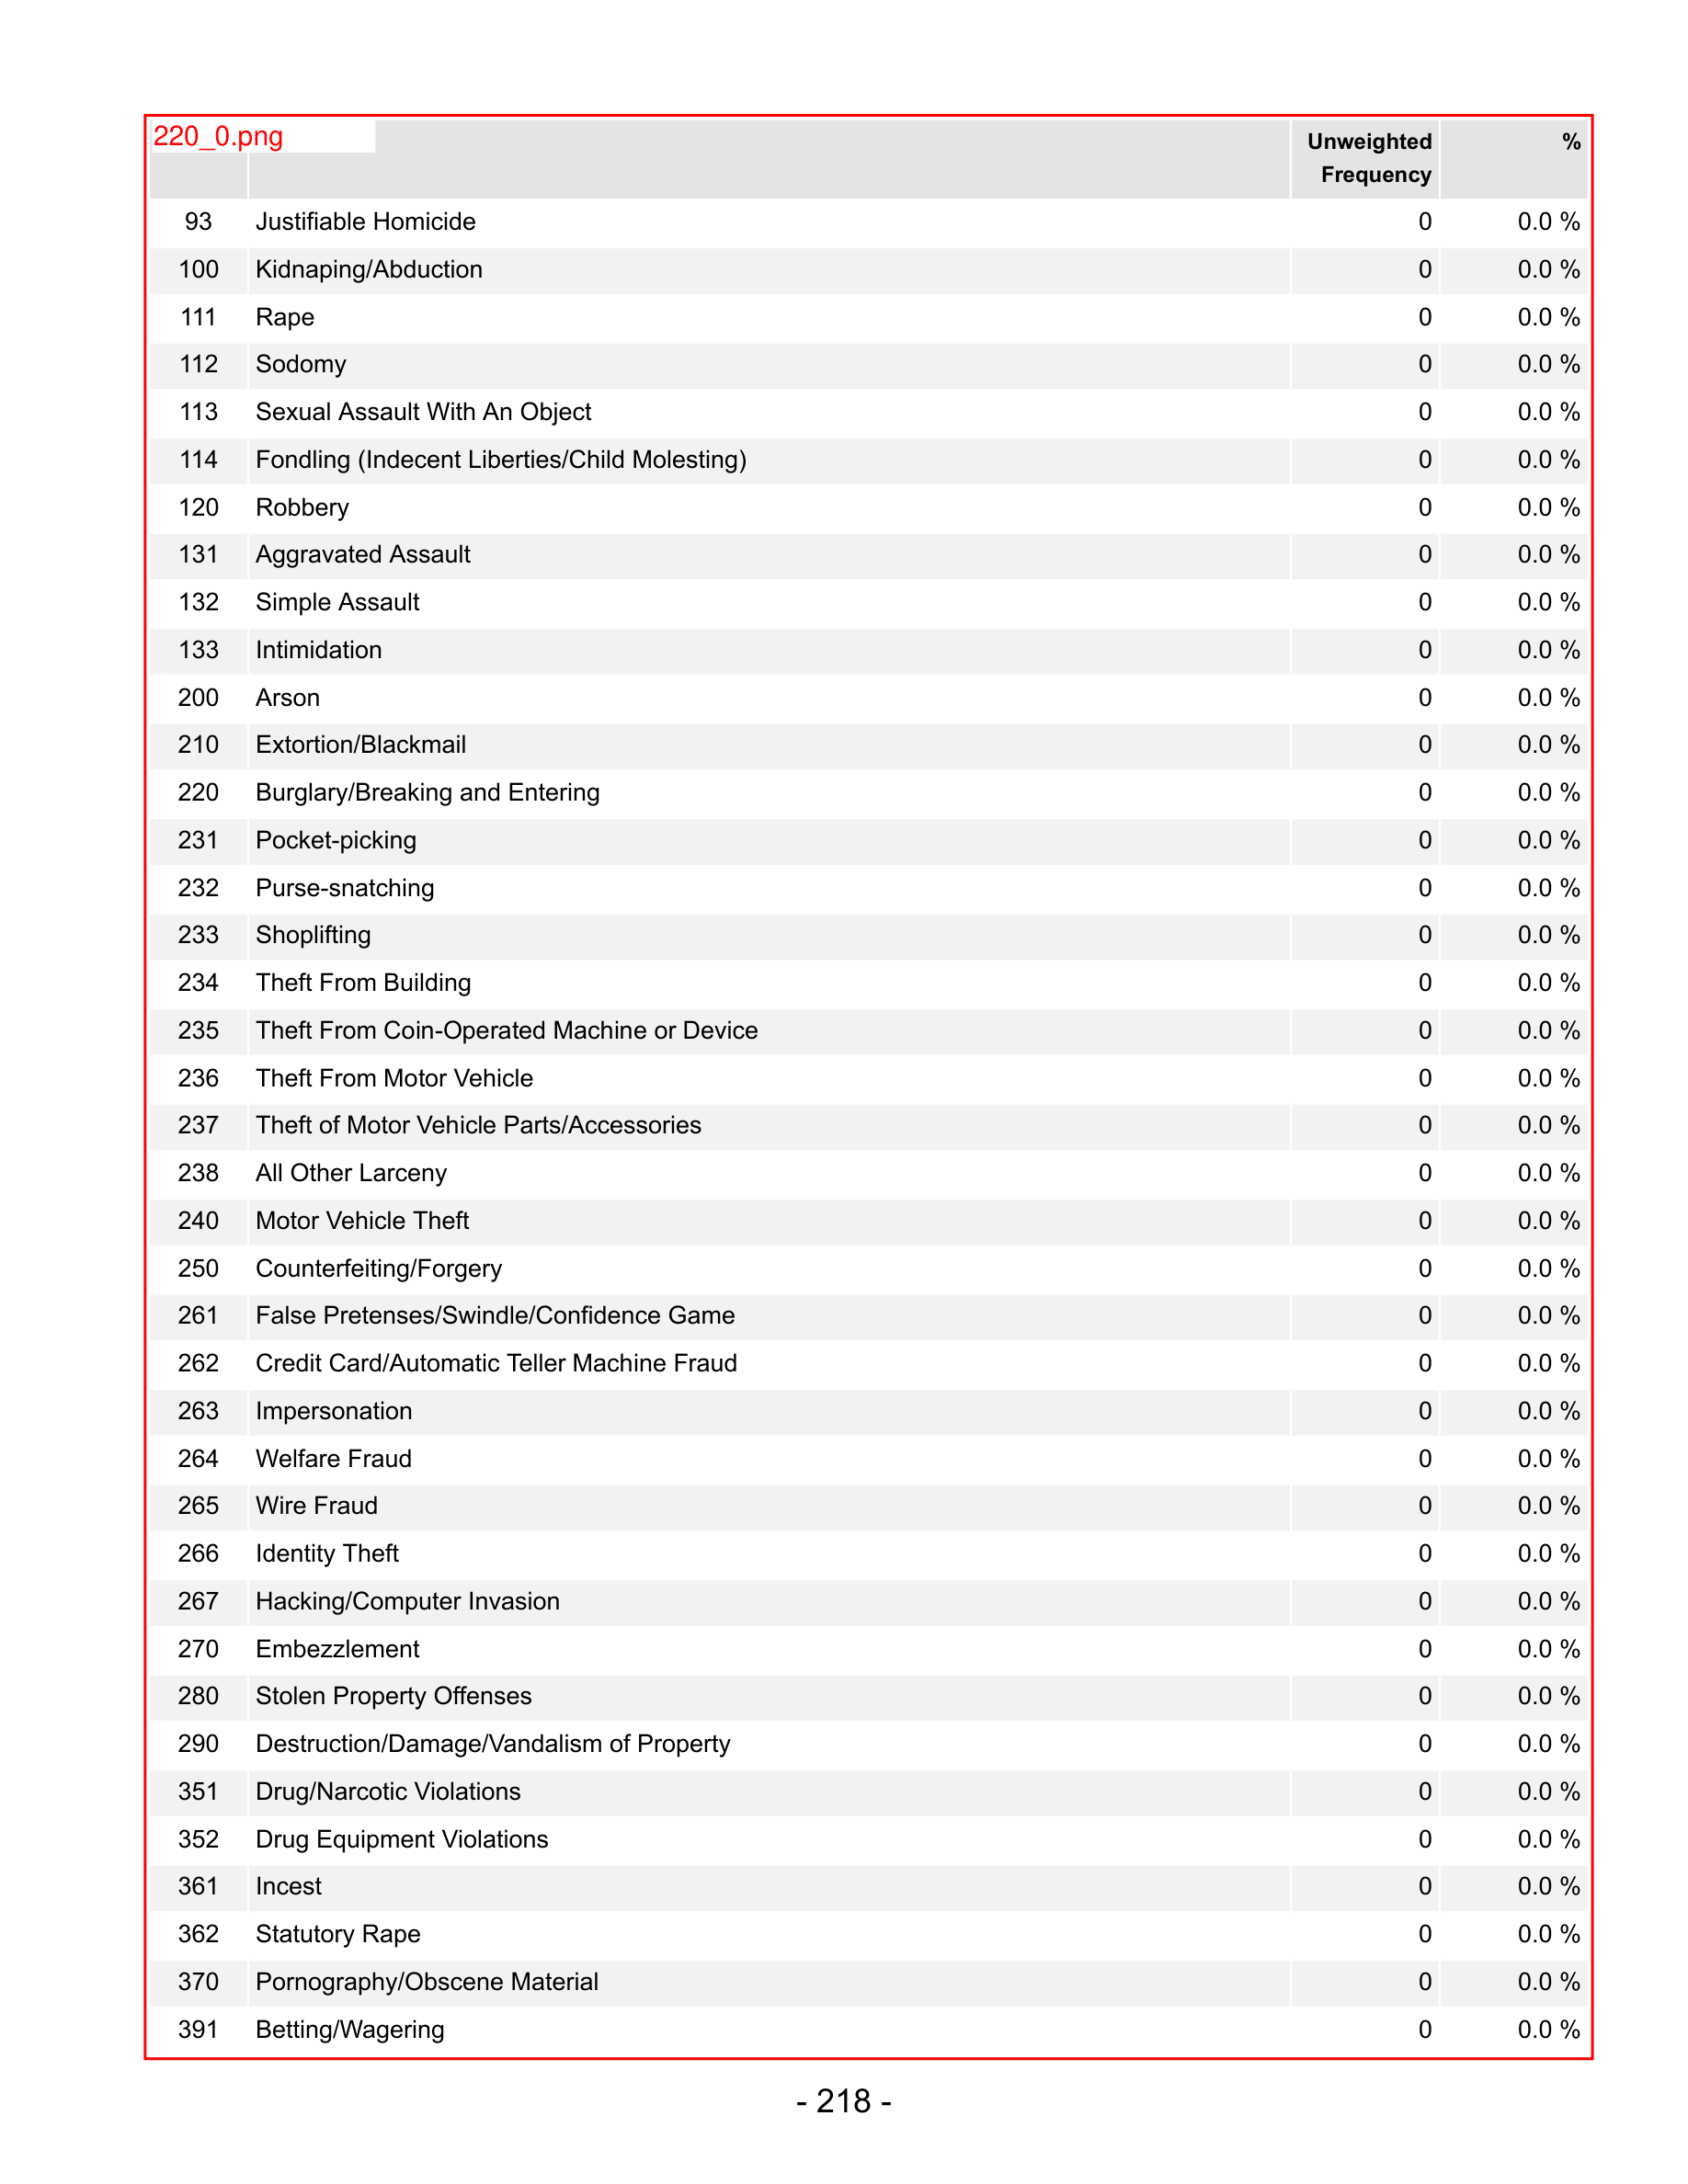 220_0.png
Unweighted Frequency %
93 Justifiable Homicide 0 0.0 %
100 Kidnaping/Abduction 0 0.0 %
111 Rape 0 0.0 %
112 Sodomy 0 0.0 %
113 Sexual Assault With An Object 0 0.0 %
114 Fondling (Indecent Liberties/Child Molesting) 0 0.0 %
120 Robbery 0 0.0 %
131 Aggravated Assault 0 0.0 %
132 Simple Assault 0 0.0 %
133 Intimidation 0 0.0 %
200 Arson 0 0.0 %
210 Extortion/Blackmail 0 0.0 %
220 Burglary/Breaking and Entering 0 0.0 %
231 Pocket-picking 0 0.0 %
232 Purse-snatching 0 0.0 %
233 Shoplifting 0 0.0 %
234 Theft From Building 0 0.0 %
235 Theft From Coin-Operated Machine or Device 0 0.0 %
236 Theft From Motor Vehicle 0 0.0 %
237 Theft of Motor Vehicle Parts/Accessories 0 0.0 %
238 All Other Larceny 0 0.0 %
240 Motor Vehicle Theft 0 0.0 %
250 Counterfeiting/Forgery 0 0.0 %
261 False Pretenses/Swindle/Confidence Game 0 0.0 %
262 Credit Card/Automatic Teller Machine Fraud 0 0.0 %
263 Impersonation 0 0.0 %
264 Welfare Fraud 0 0.0 %
265 Wire Fraud 0 0.0 %
266 Identity Theft 0 0.0 %
267 Hacking/Computer Invasion 0 0.0 %
270 Embezzlement 0 0.0 %
280 Stolen Property Offenses 0 0.0 %
290 Destruction/Damage/Vandalism of Property 0 0.0 %
351 Drug/Narcotic Violations 0 0.0 %
352 Drug Equipment Violations 0 0.0 %
361 Incest 0 0.0 %
362 Statutory Rape 0 0.0 %
370 Pornography/Obscene Material 0 0.0 %
391 Betting/Wagering 0 0.0 %
- 218 -